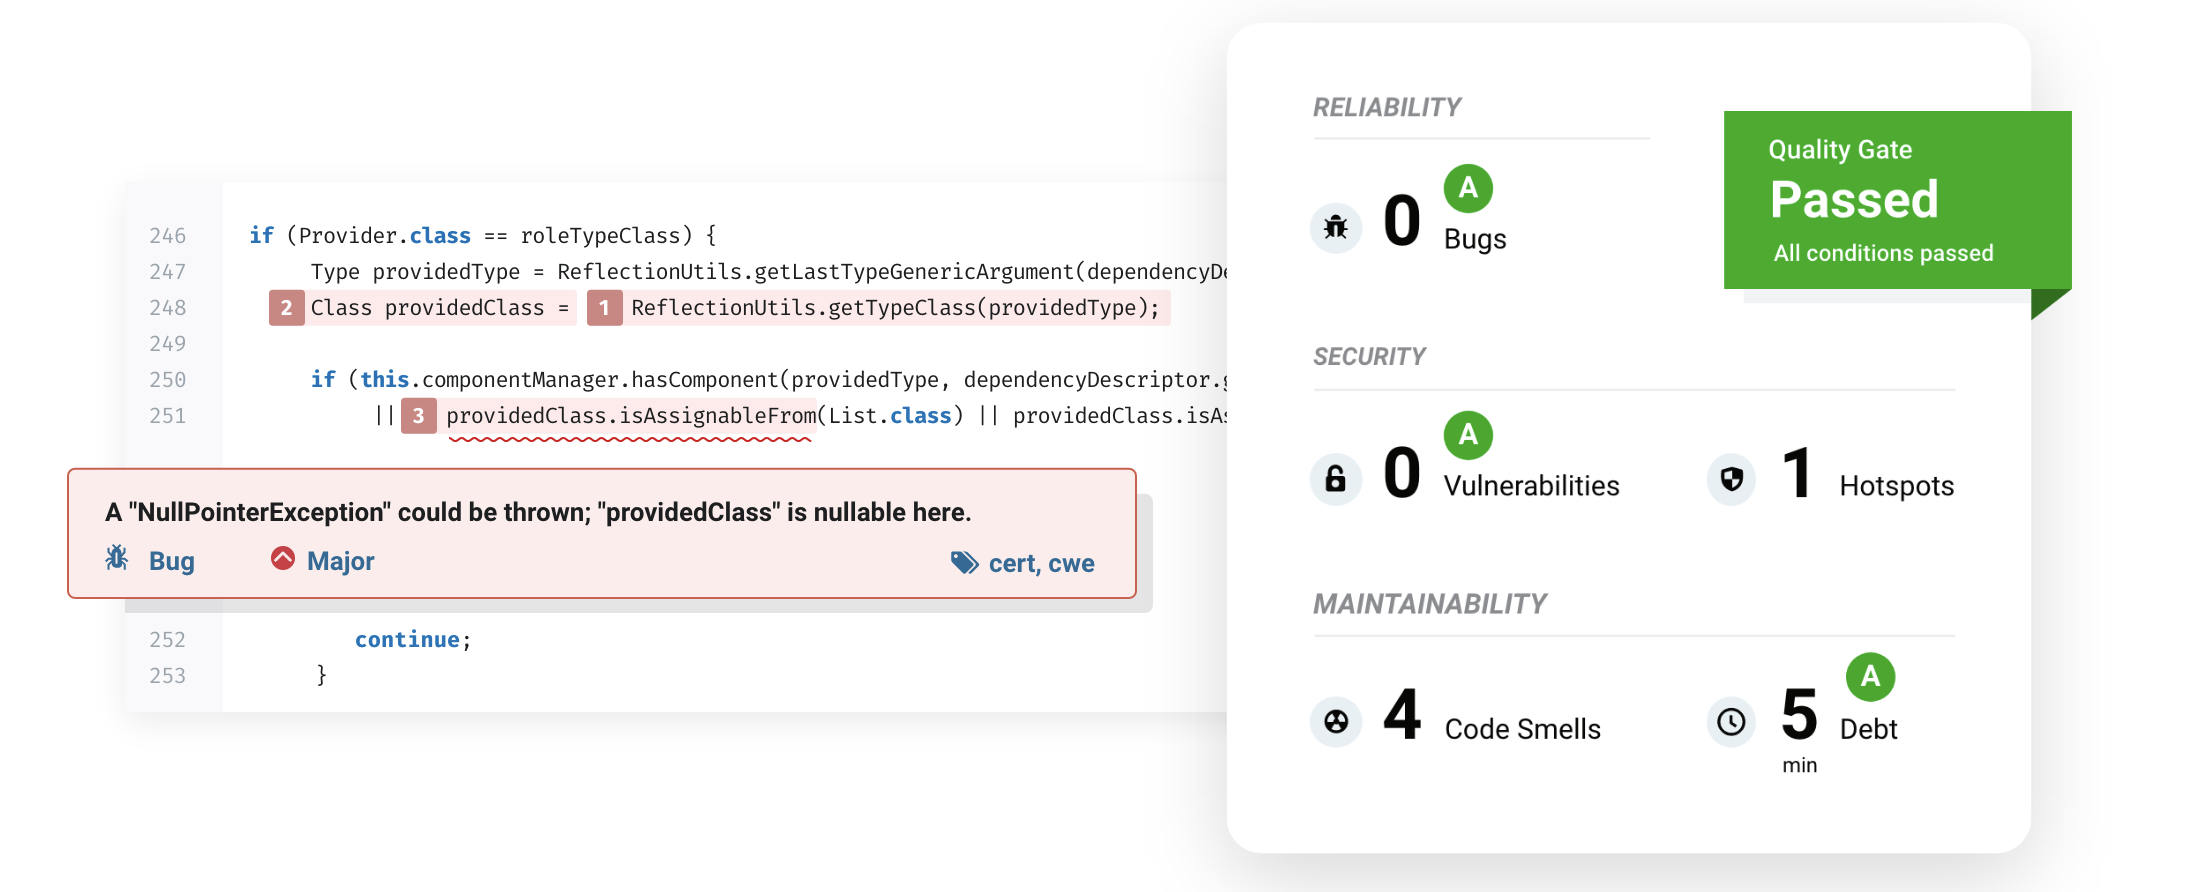 246 if (Provider.class == roleTypeClass) {
247 Type providedType = ReflectionUtils.getLastTypeGenericArgument(dependencyDe
248 2 Class providedClass = 1 ReflectionUtils.getTypeClass(providedType);
249
250 if (this.componentManager.hasComponent(providedType, dependencyDescriptor.g
251 || 3 providedClass.isAssignableFrom(List.class) || providedClass.isAs
A "NullPointerException" could be thrown; "providedClass" is nullable here.
Bug Major cert, cwe
252 continue;
253 }
RELIABILITY
0 A Bugs
Quality Gate
Passed
All conditions passed
SECURITY
0 A Vulnerabilities 1 Hotspots
MAINTAINABILITY
4 Code Smells 5 A Debt
min